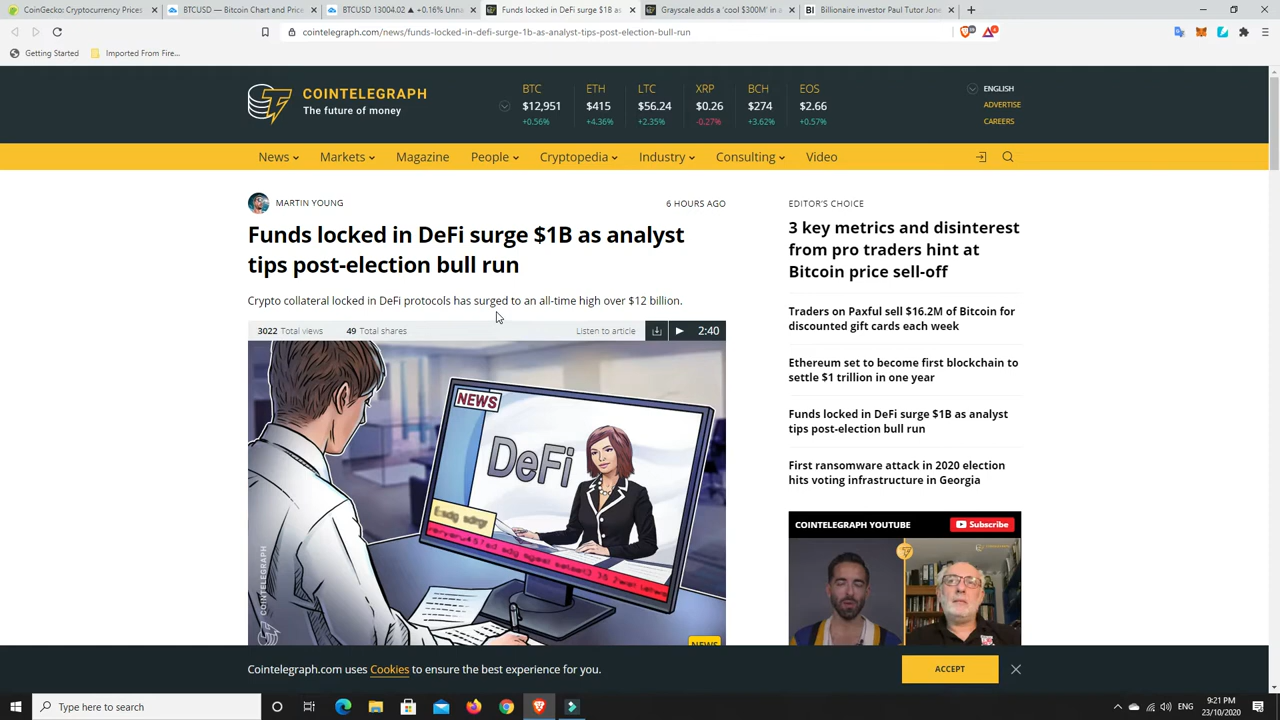 CoinGecko: Cryptocurrency Prices
BTCUSD — Bitcoin Chart and Price
BTCUSD 13004.02 ▲ +0.16% Unna
Funds locked in DeFi surge $1B as
Grayscale adds a 'cool $300M' in a
Billionaire investor Paul Tutor Jone
cointelegraph.com/news/funds-locked-in-defi-surge-1b-as-analyst-tips-post-election-bull-run
Getting Started
Imported From...
COINTELEGRAPH
The future of money
BTC ETH LTC XRP BCH EOS
$12,951 $415 $56.24 $0.26 $274 $2.66
+0.56% +4.36% +2.35% -0.27% +3.62% +0.57%
ENGLISH
ADVERTISE
CAREERS
News Markets Magazine People Cryptopedia Industry Consulting Video
MARTIN YOUNG
6 HOURS AGO
Funds locked in DeFi surge $1B as analyst
tips post-election bull run
Crypto collateral locked in DeFi protocols has surged to an all-time high over $12 billion.
3022 Total views 49 Total shares Listen to article 2:40
NEWS
DeFi
COINTELEGRAPH
NEWS
EDITOR'S CHOICE
3 key metrics and disinterest
from pro traders hint at
Bitcoin price sell-off
Traders on Paxful sell $16.2M of Bitcoin for
discounted gift cards each week
Ethereum set to become first blockchain to
settle $1 trillion in one year
Funds locked in DeFi surge $1B as analyst
tips post-election bull run
First ransomware attack in 2020 election
hits voting infrastructure in Georgia
COINTELEGRAPH YOUTUBE
Subscribe
Cointelegraph.com uses Cookies to ensure the best experience for you.
ACCEPT
Type here to search
ENG
9:21 PM
23/10/2020